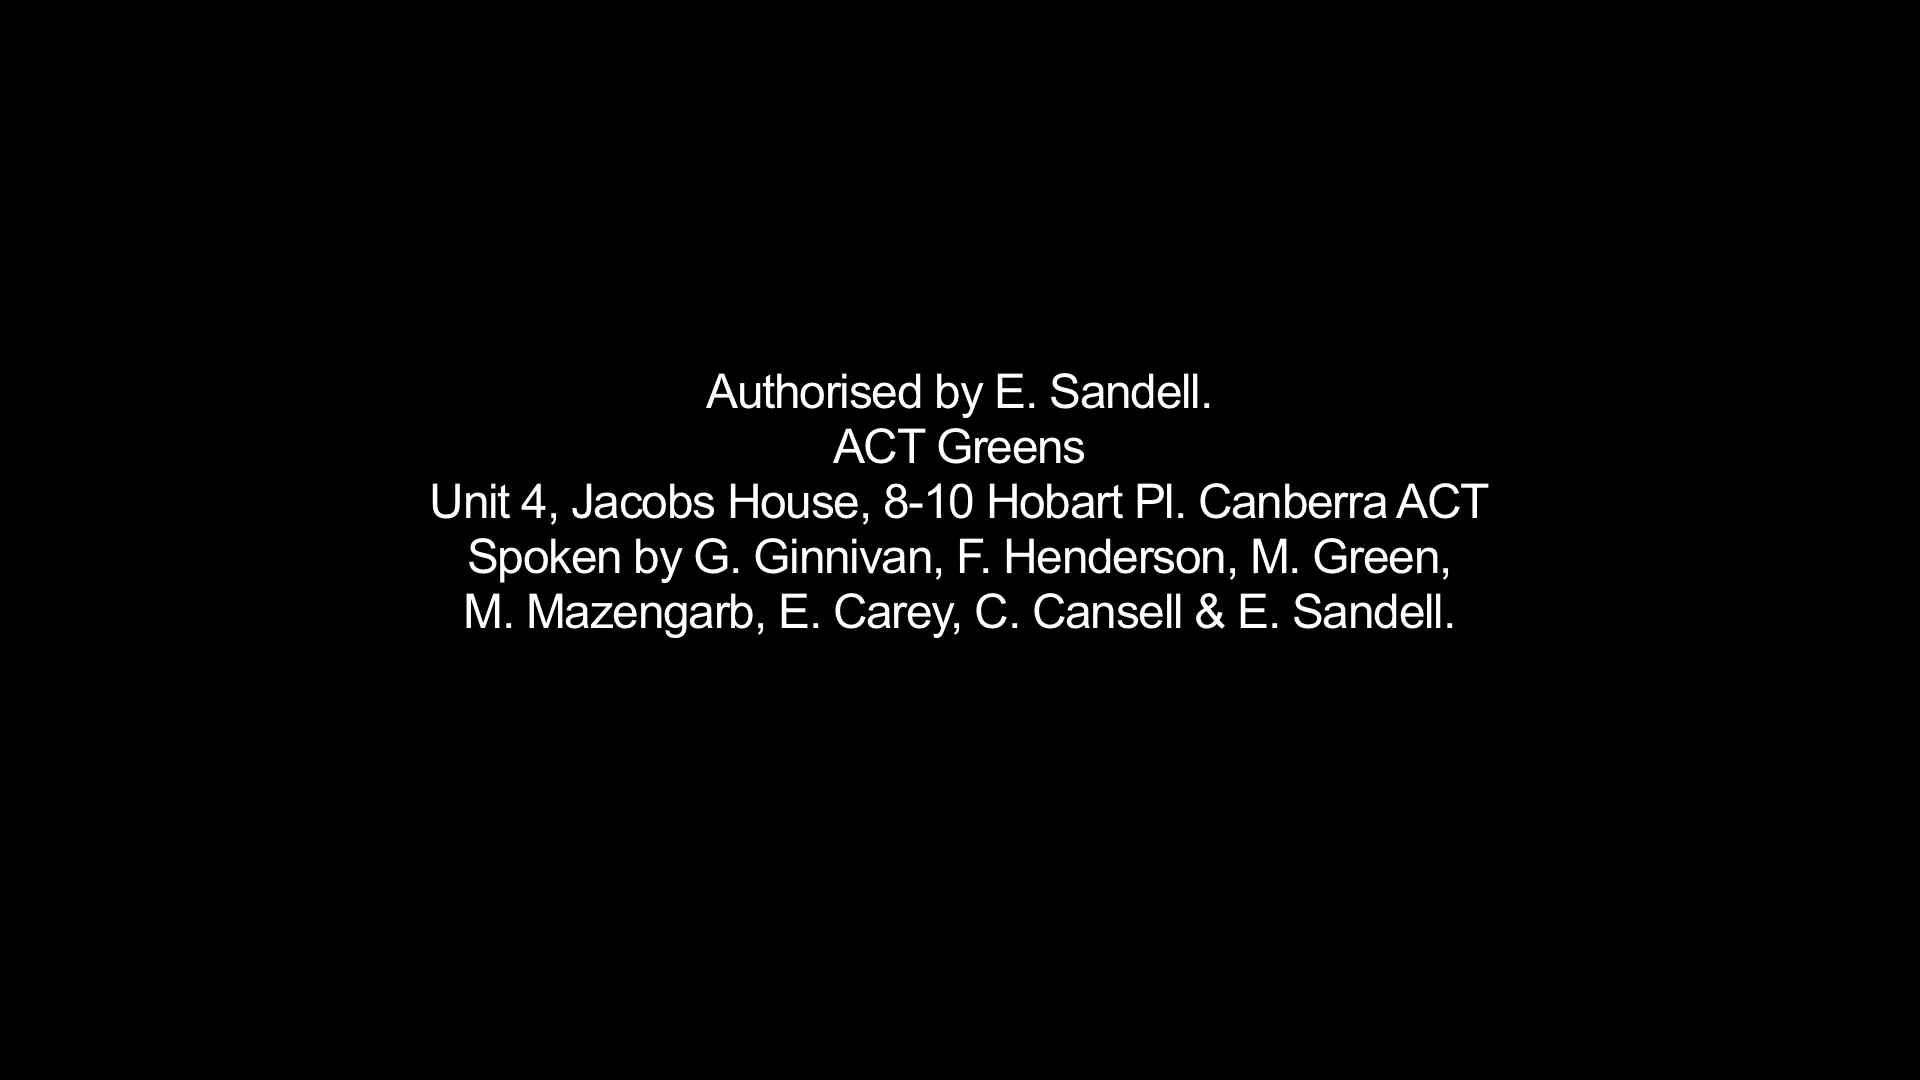 Authorised by E. Sandell.
ACT Greens
Unit 4, Jacobs House, 8-10 Hobart Pl. Canberra ACT
Spoken by G. Ginnivan, F. Henderson, M. Green,
M. Mazengarb, E. Carey, C. Cansell & E. Sandell.